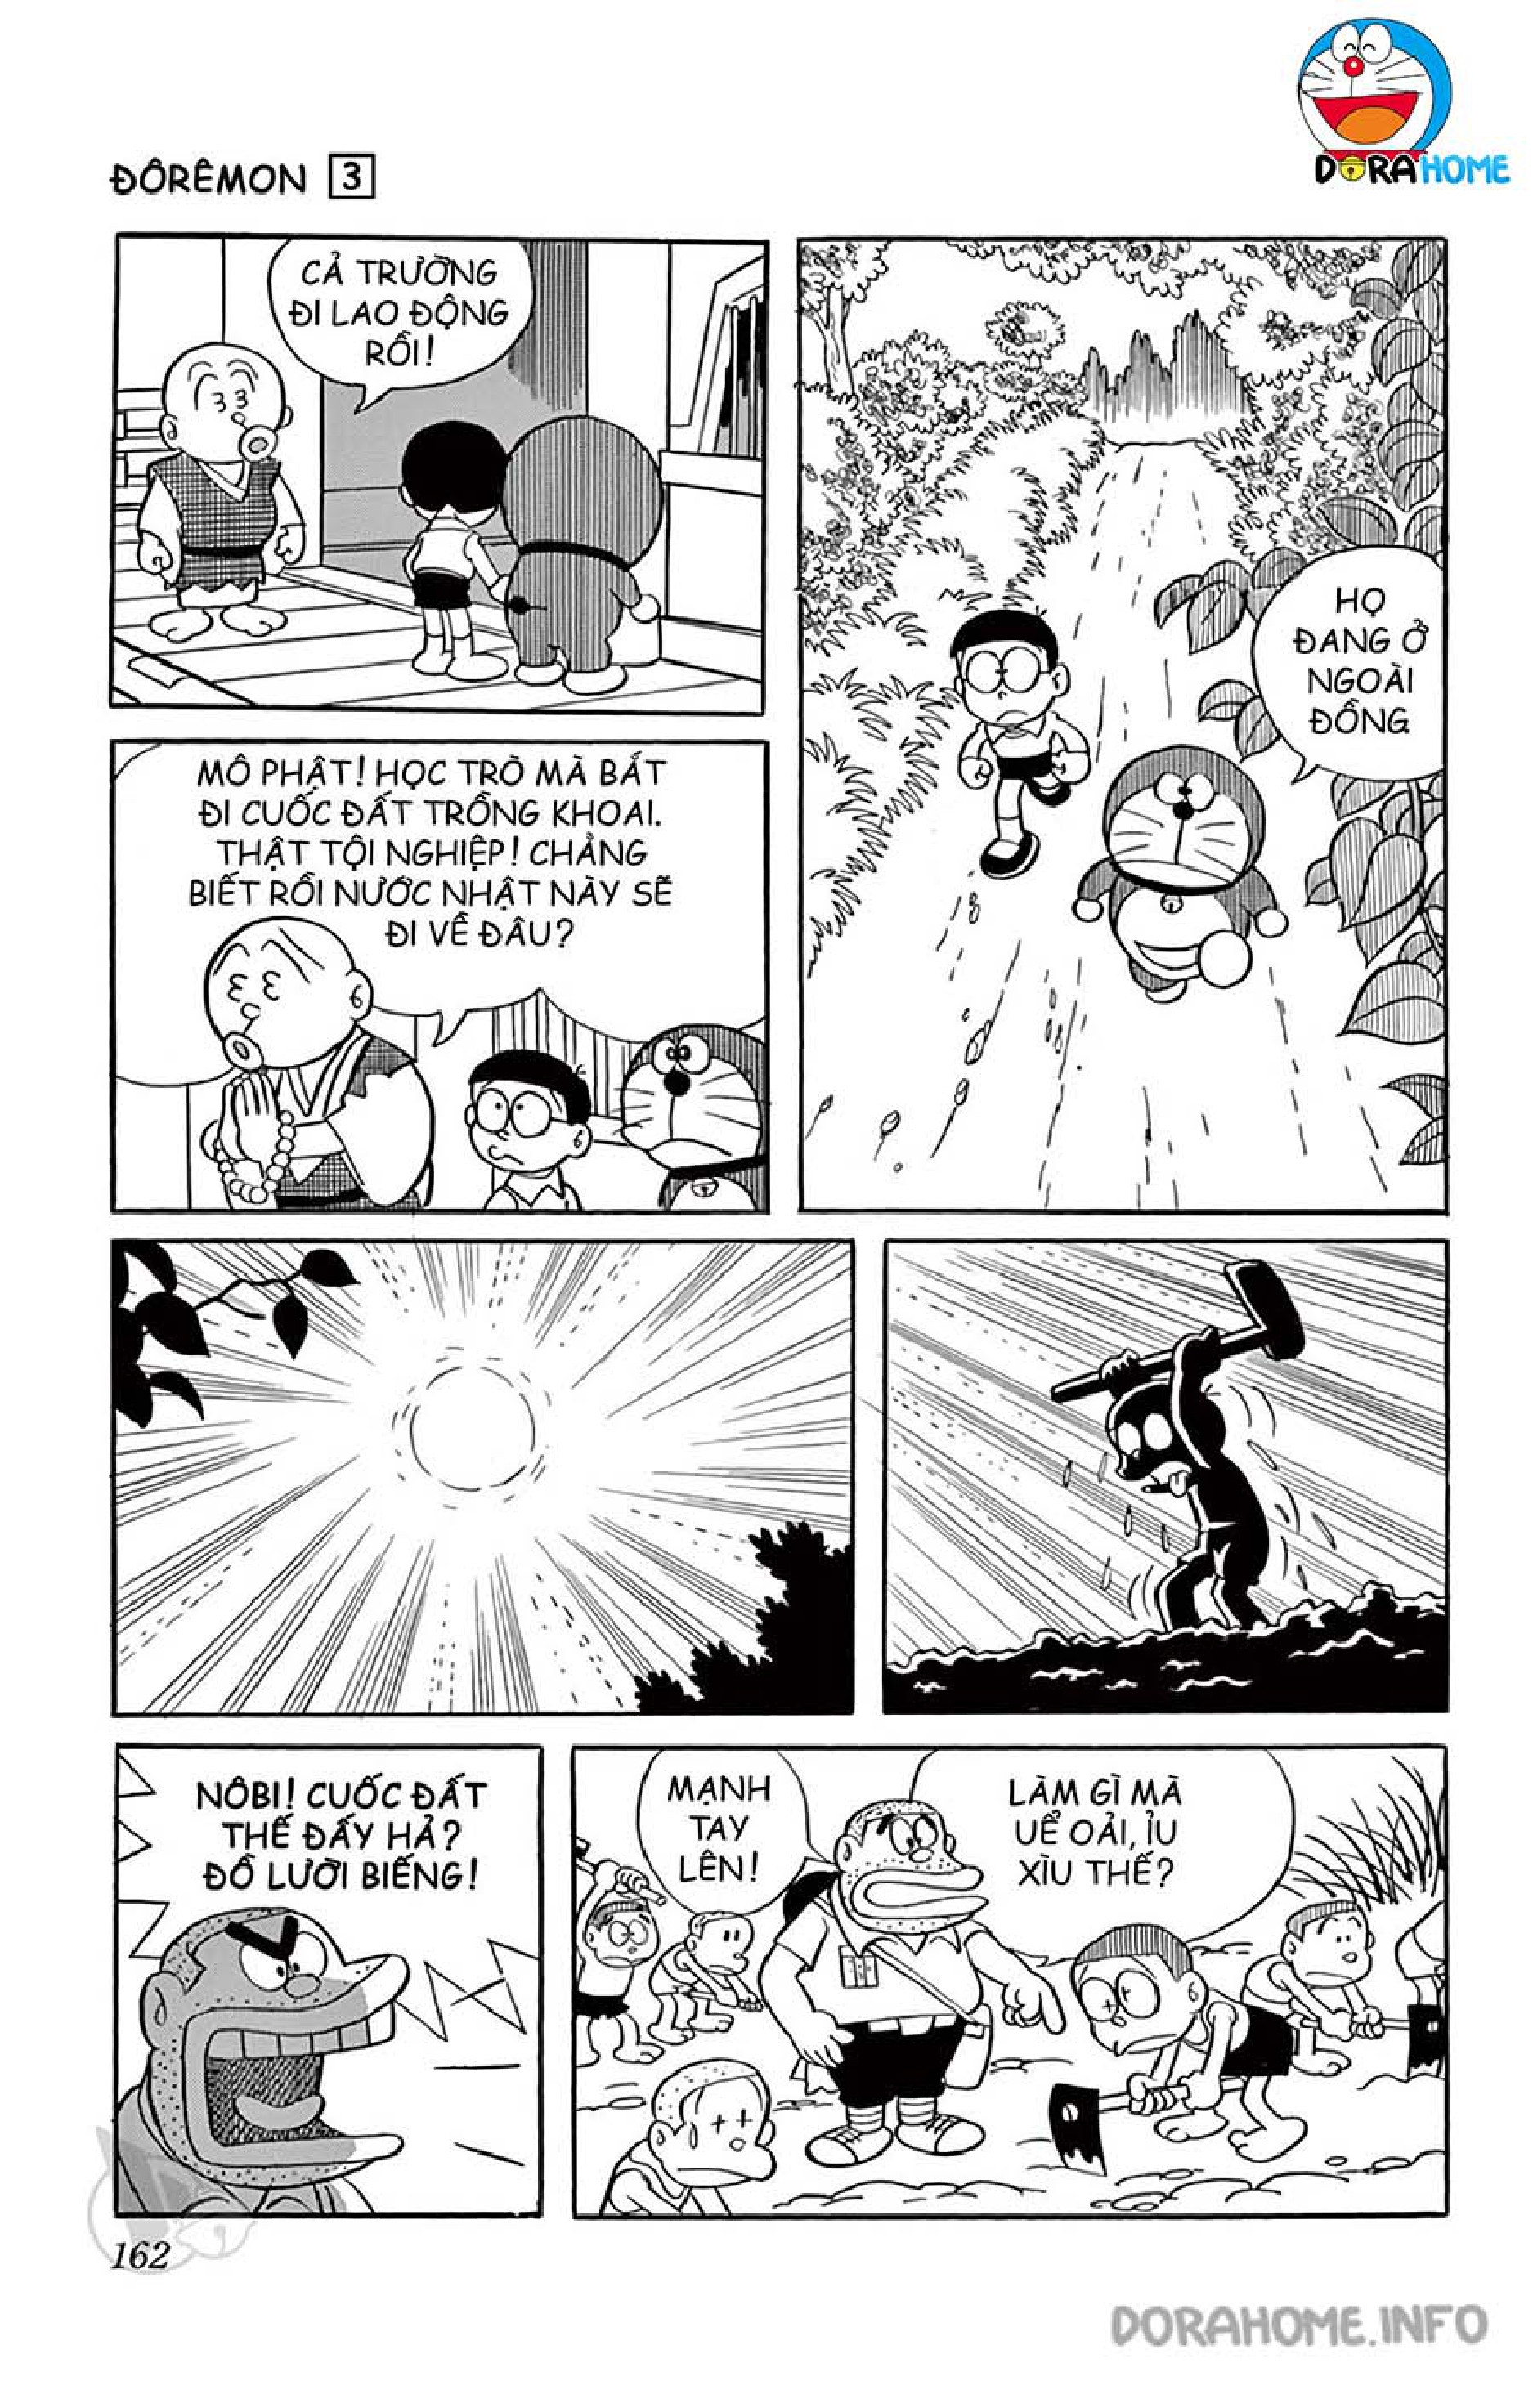 DORAHOME
ĐÔRÊMON 3
CẢ TRƯỜNG
ĐI LAO ĐỘNG
RỒI!
MÔ PHẬT! HỌC TRÒ MÀ BẮT
ĐI CUỐC ĐẤT TRỒNG KHOAI.
THẬT TỘI NGHIỆP! CHẲNG
BIẾT RỒI NƯỚC NHẬT NÀY SẼ
ĐI VỀ ĐÂU?
HỌ
ĐANG Ở
NGOÀI
ĐỒNG
NÔBI! CUỐC ĐẤT
THẾ ĐẤY HẢ?
ĐỒ LƯỜI BIẾNG!
MẠNH
TAY
LÊN!
LÀM GÌ MÀ
UỂ OẢI, ỈU
XÌU THẾ?
162
DORAHOME.INFO